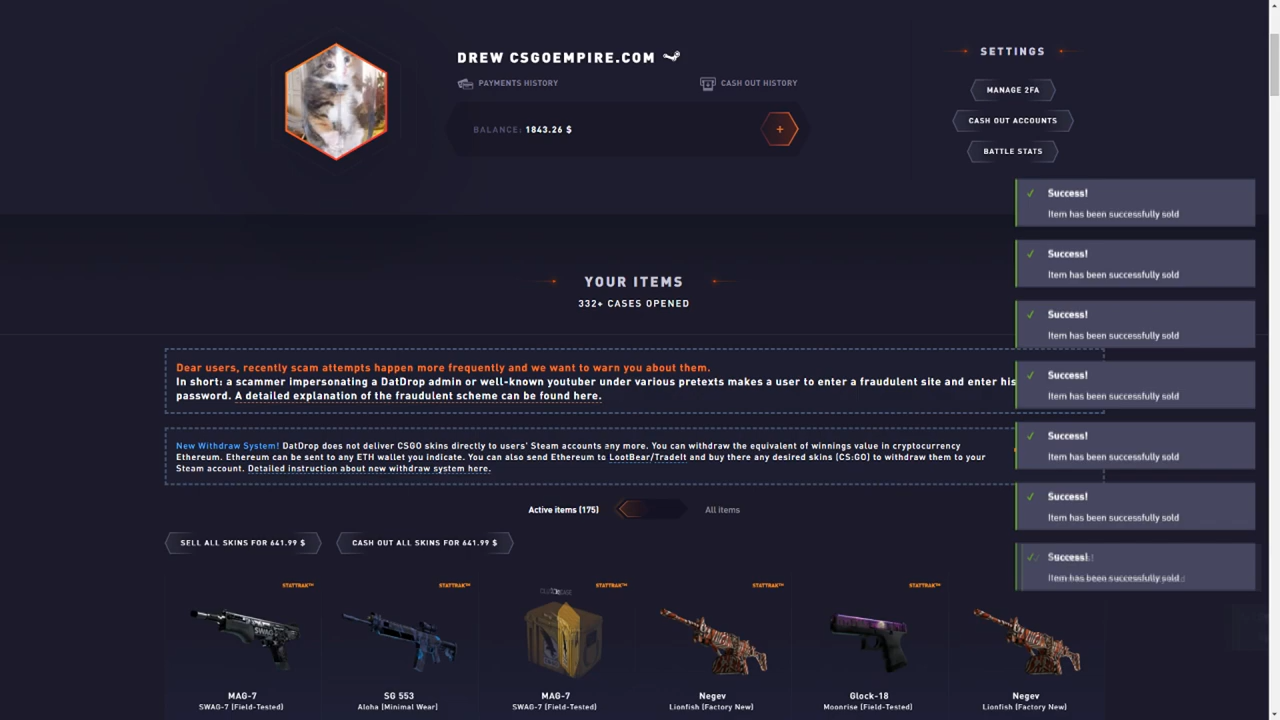 DREW CSGOEMPIRE.COM
SETTINGS
PAYMENTS HISTORY
CASH OUT HISTORY
MANAGE 2FA
BALANCE: 1843.26 $
+
CASH OUT ACCOUNTS
BATTLE STATS
Success!
Item has been successfully sold
Success!
Item has been successfully sold
Success!
Item has been successfully sold
Success!
Item has been successfully sold
Success!
Item has been successfully sold
Success!
Item has been successfully sold
Success!
Item has been successfully sold
YOUR ITEMS
332+ CASES OPENED
Dear users, recently scam attempts happen more frequently and we want to warn you about them.
In short: a scammer impersonating a DatDrop admin or well-known youtuber under various pretexts makes a user to enter a fraudulent site and enter his
password. A detailed explanation of the fraudulent scheme can be found here.
New Withdraw System! DatDrop does not deliver CSGO skins directly to users' Steam accounts any more. You can withdraw the equivalent of winnings value in cryptocurrency
Ethereum. Ethereum can be sent to any ETH wallet you indicate. You can also send Ethereum to LootBear/TradeIt and buy there any desired skins (CS:GO) to withdraw them to your
Steam account. Detailed instruction about new withdraw system here.
Active items (175)
All items
SELL ALL SKINS FOR 641.99 $
CASH OUT ALL SKINS FOR 641.99 $
STATTRAK™
STATTRAK™
STATTRAK™
STATTRAK™
STATTRAK™
SWAG
MAG-7
SWAG-7 (Field-Tested)
SG 553
Aloha (Minimal Wear)
MAG-7
SWAG-7 (Field-Tested)
Negev
Lionfish (Factory New)
Glock-18
Moonrise (Field-Tested)
Negev
Lionfish (Factory New)